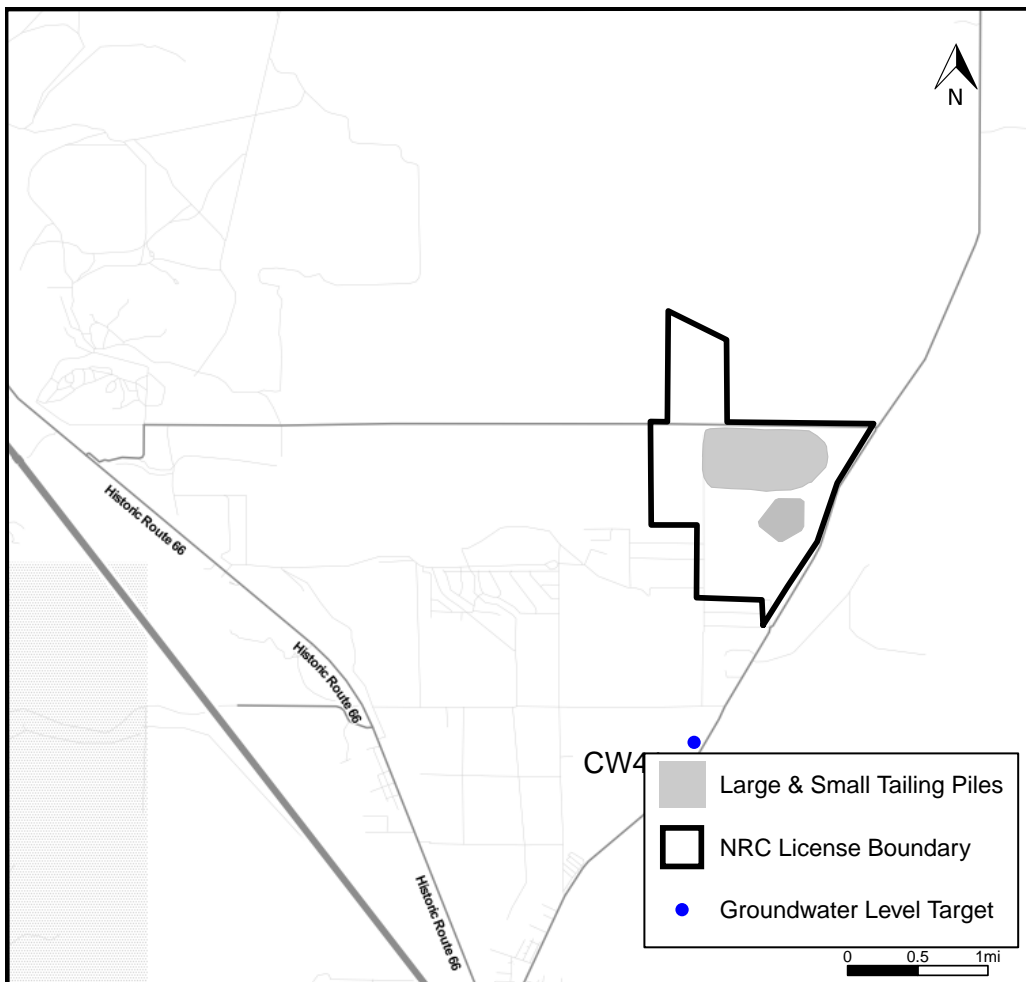 N
Historic Route 66
Historic Route 66
CW4
Large & Small Tailing Piles
NRC License Boundary
Groundwater Level Target
Historic Route 66
0 0.5 1mi